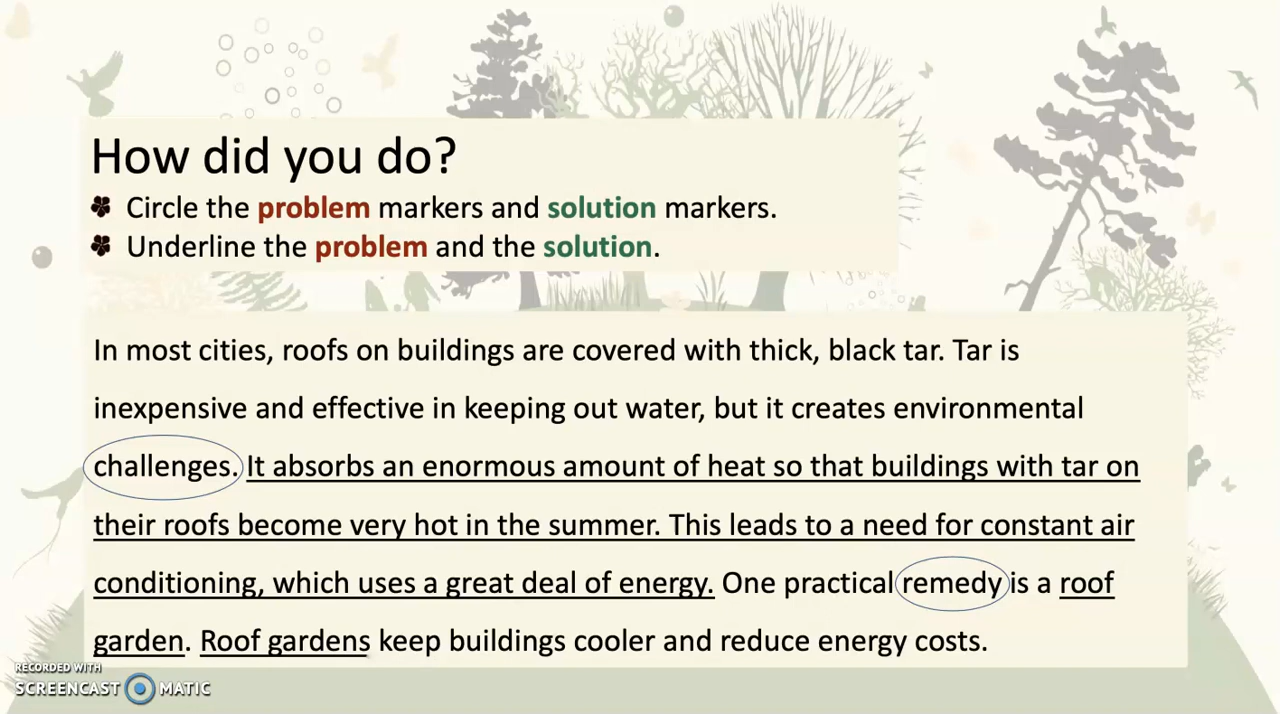 How did you do?
Circle the problem markers and solution markers.
Underline the problem and the solution.
In most cities, roofs on buildings are covered with thick, black tar. Tar is
inexpensive and effective in keeping out water, but it creates environmental
challenges. It absorbs an enormous amount of heat so that buildings with tar on
their roofs become very hot in the summer. This leads to a need for constant air
conditioning, which uses a great deal of energy. One practical remedy is a roof
garden. Roof gardens keep buildings cooler and reduce energy costs.
RECORDED WITH
SCREENCAST MATIC